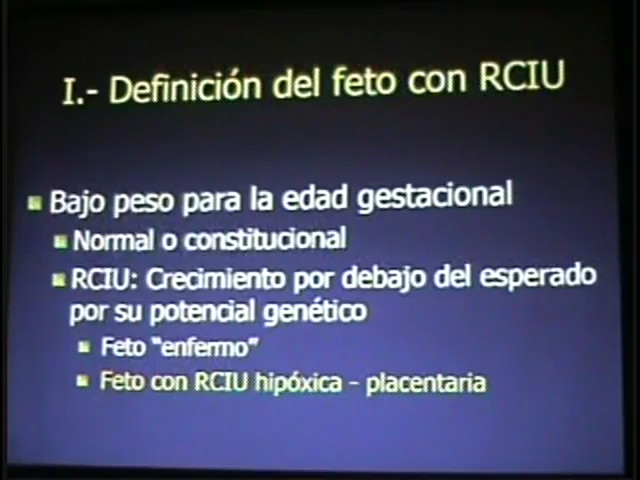 I.- Definición del feto con RCIU
Bajo peso para la edad gestacional
Normal o constitucional
RCIU: Crecimiento por debajo del esperado
por su potencial genético
Feto "enfermo"
Feto con RCIU hipóxica - placentaria